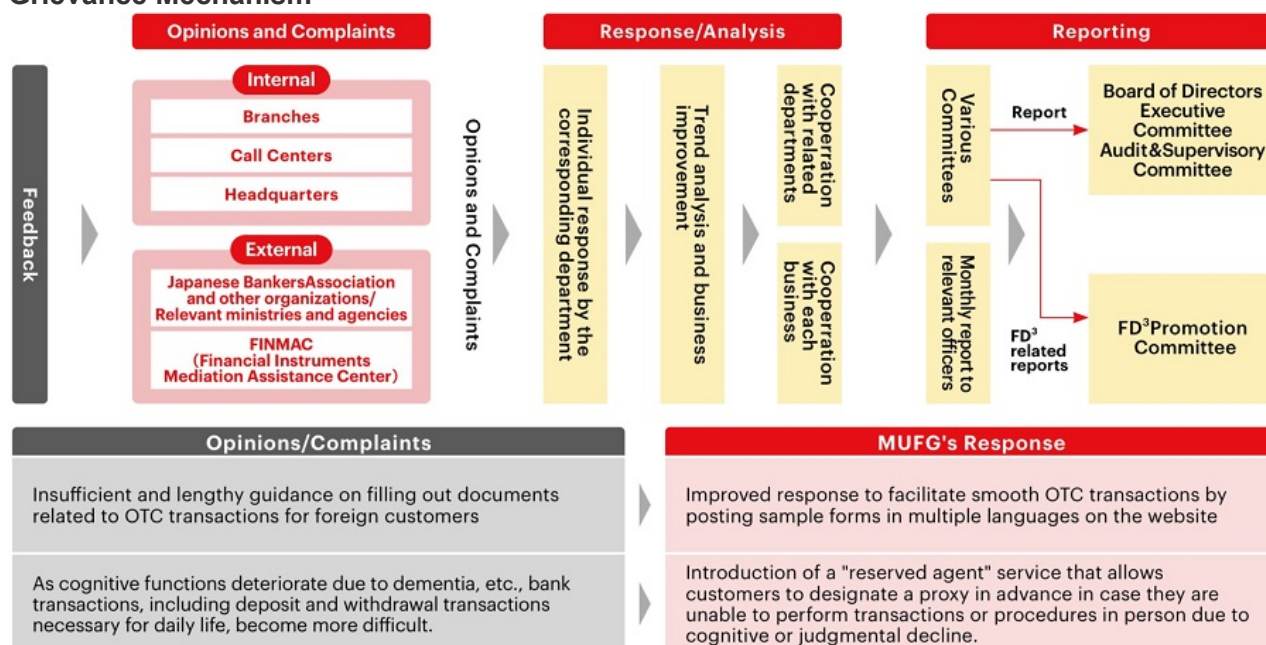 Grievance Mechanism
Opinions and Complaints
Response/Analysis
Reporting
Feedback
Internal
Branches
Call Centers
Headquarters
External
Japanese BankersAssociation
and other organizations/
Relevant ministries and agencies
FINMAC
(Financial Instruments
Mediation Assistance Center)
Opnions and Complaints
Individual response by the
corresponding department
Trend analysis and business
improvement
Cooperration
with related
departments
Cooperration
with each
business
Various
Committees
Monthly report to
relevant officers
Report
FD³
related
reports
Board of Directors
Executive
Committee
Audit&Supervisory
Committee
FD³Promotion
Committee
Opinions/Complaints
MUFG's Response
Insufficient and lengthy guidance on filling out documents
related to OTC transactions for foreign customers
Improved response to facilitate smooth OTC transactions by
posting sample forms in multiple languages on the website
As cognitive functions deteriorate due to dementia, etc., bank
transactions, including deposit and withdrawal transactions
necessary for daily life, become more difficult.
Introduction of a "reserved agent" service that allows
customers to designate a proxy in advance in case they are
unable to perform transactions or procedures in person due to
cognitive or judgmental decline.